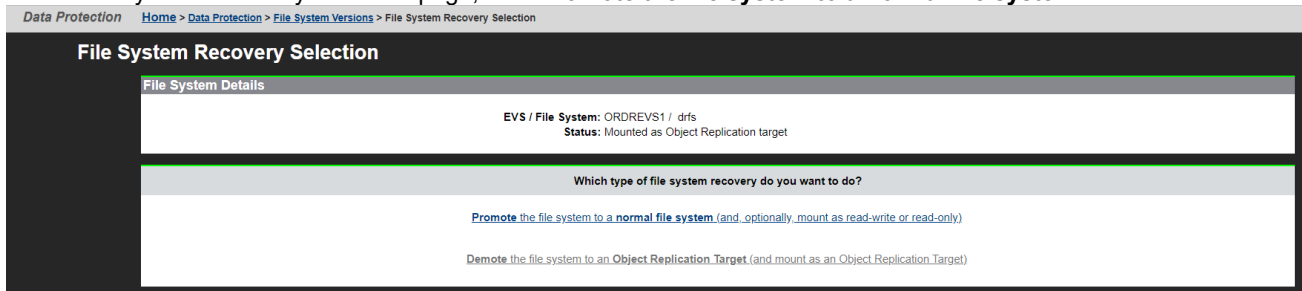 Data Protection Home > Data Protection > File System Versions > File System Recovery Selection
File System Recovery Selection
File System Details
EVS / File System: ORDREVS1 / drfs
Status: Mounted as Object Replication target
Which type of file system recovery do you want to do?
Promote the file system to a normal file system (and, optionally, mount as read-write or read-only)
Demote the file system to an Object Replication Target (and mount as an Object Replication Target)